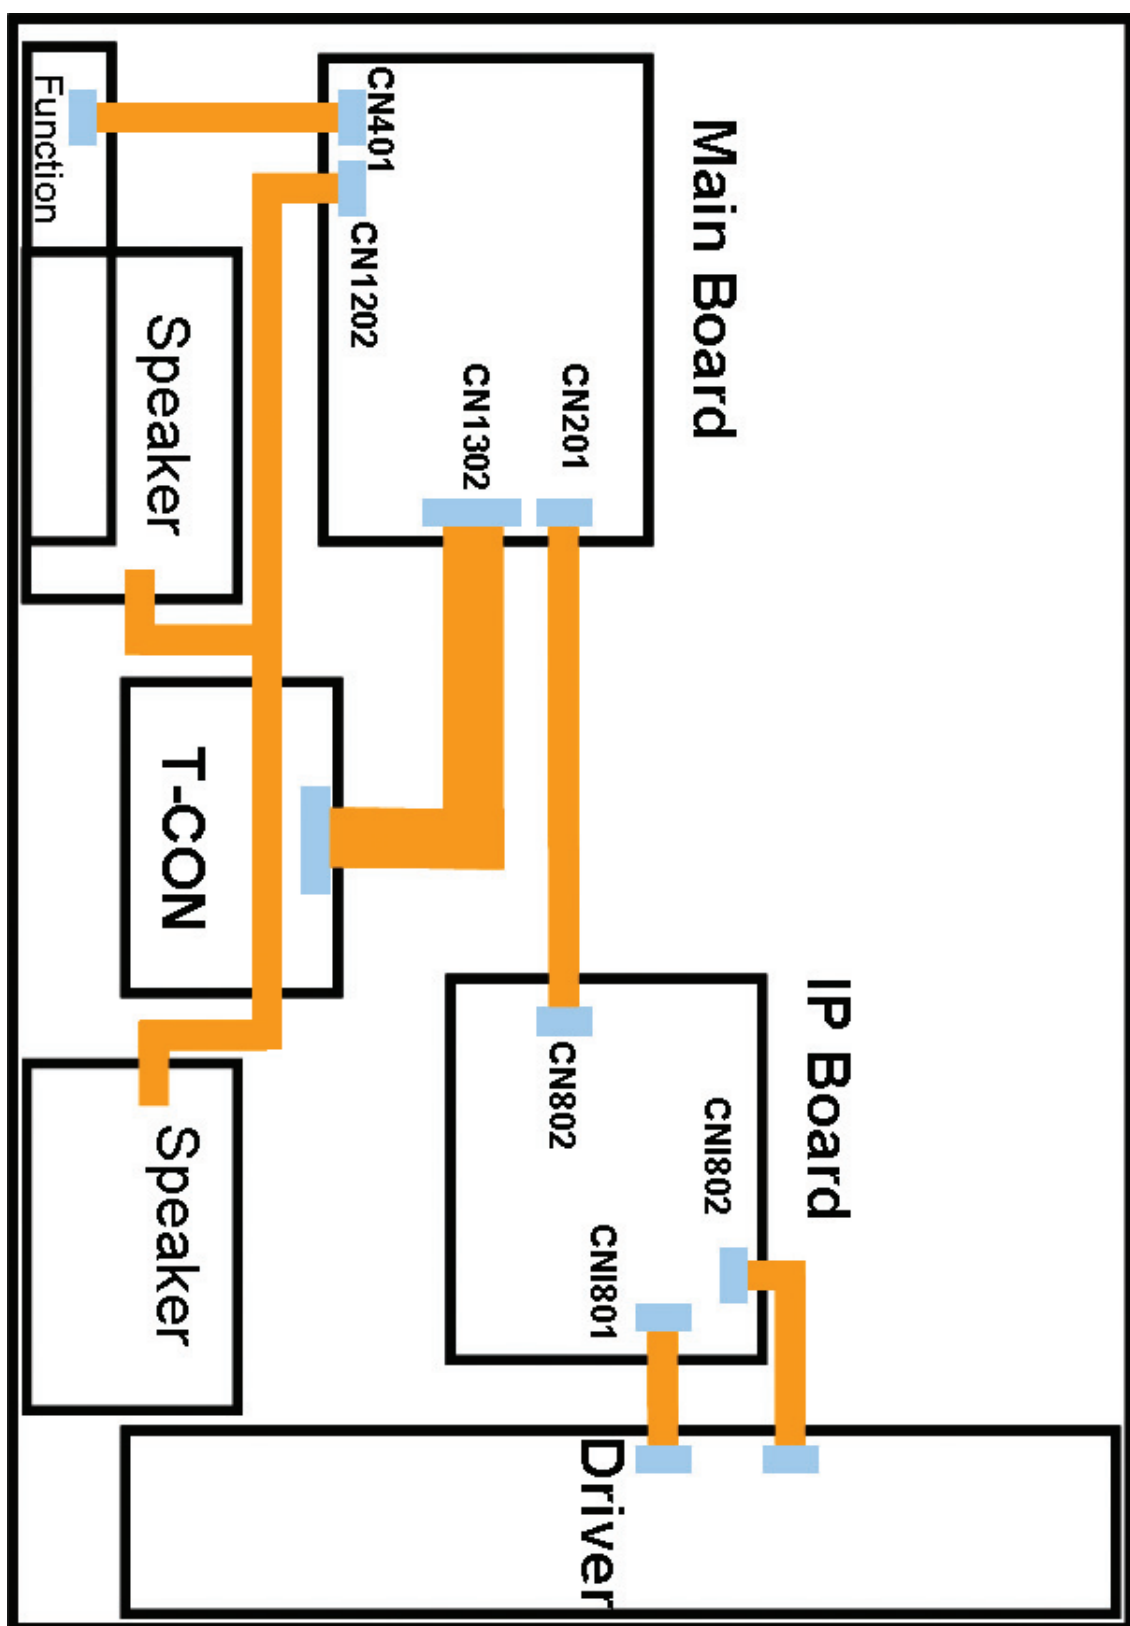 Main Board
IP Board
CN201
CN1302
CN401
CN1202
CNI802
CNI801
CN802
Driver
T-CON
Speaker
Speaker
Function